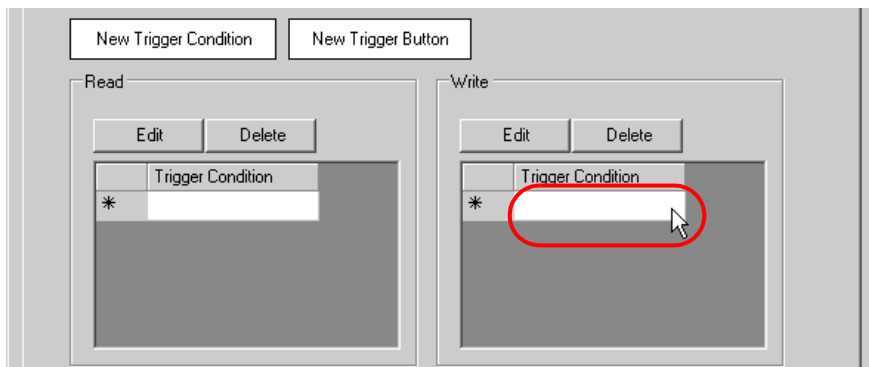 New Trigger Condition New Trigger Button
Read
Edit Delete
Trigger Condition
*
Write
Edit Delete
Trigger Condition
*